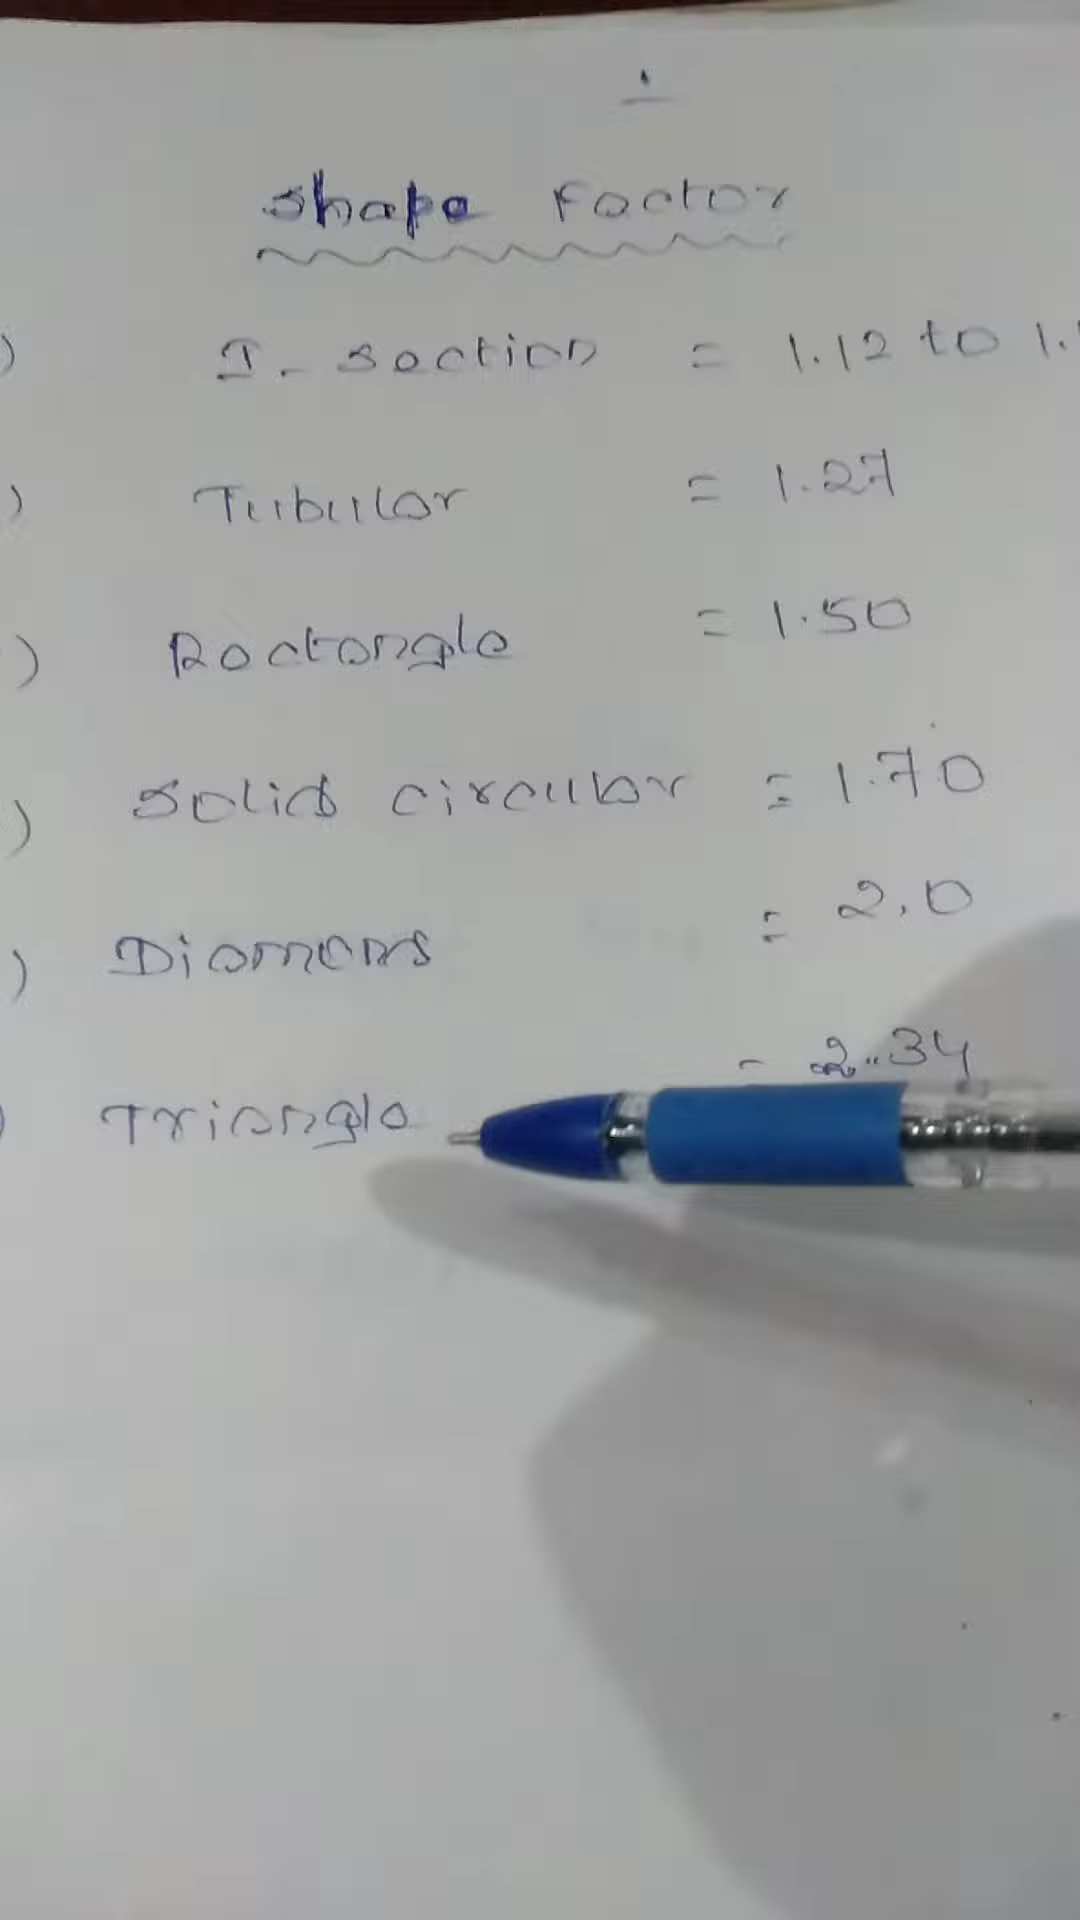 Shape Factor
) I - section = 1.12 to 1.
) Tubular = 1.27
) Rectangle = 1.50
) Solid circular = 1.70
) Diamond = 2.0
) Triangle - 2.34